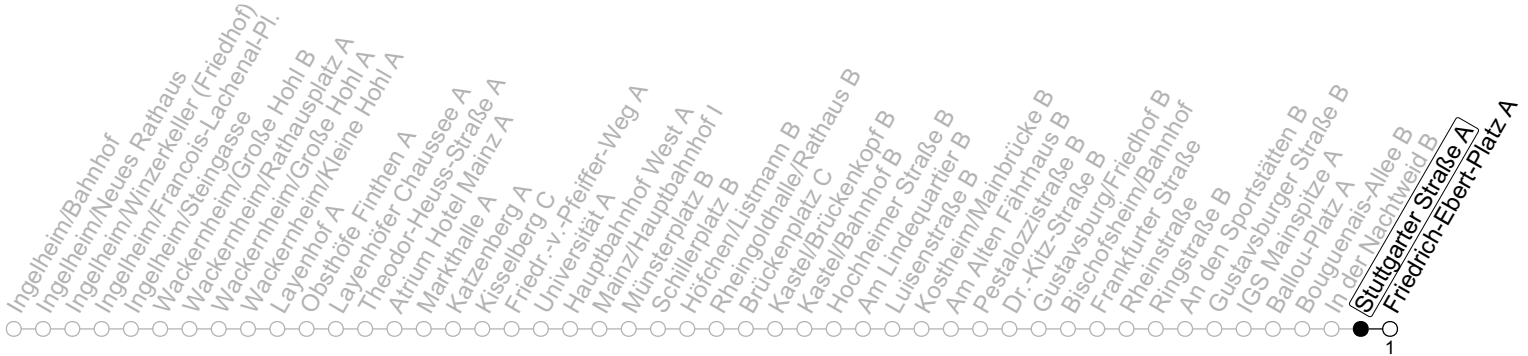 Ingelheim/Bahnhof
Ingelheim/Neues Rathaus
Ingelheim/Winzerkeller (Friedhof)
Ingelheim/Francois-Lachenal-Pl.
Ingelheim/Steingasse
Wackernheim/Große Hohl B
Wackernheim/Rathausplatz A
Wackernheim/Große Hohl A
Wackernheim/Kleine Hohl A
Layenhof A
Obsthöfe Finthen A
Layenhöfer Chaussee A
Theodor-Heuss-Straße A
Atrium Hotel Mainz A
Markthalle A
Katzenberg A
Kisselberg C
Friedr.-v.-Pfeiffer-Weg A
Universität A
Hauptbahnhof West A
Mainz/Hauptbahnhof I
Münsterplatz B
Schillerplatz B
Höfchen/Listmann B
Rheingoldhalle/Rathaus B
Brückenplatz C
Kastel/Brückenkopf B
Kastel/Bahnhof B
Hochheimer Straße B
Am Lindequartier B
Luisenstraße B
Kostheim/Mainbrücke B
Am Alten Fährhaus B
Pestalozzistraße B
Dr.-Kitz-Straße B
Gustavsburg/Friedhof B
Bischofsheim/Bahnhof
Frankfurter Straße
Rheinstraße
Ringstraße B
An den Sportstätten B
Gustavsburger Straße B
IGS Mainspitze A
Ballou-Platz A
Bouguenais-Allee B
In der Nachtweid B
Stuttgarter Straße A
Friedrich-Ebert-Platz A
1